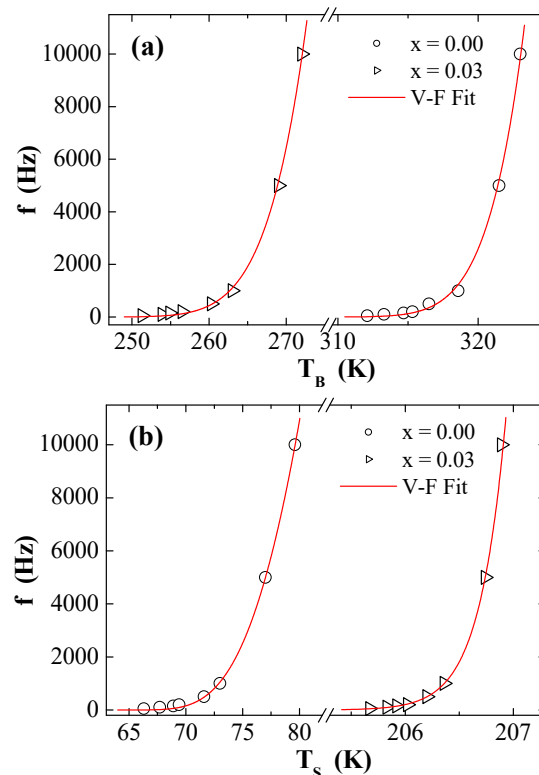 (a)
x = 0.00
x = 0.03
V-F Fit
10000
8000
6000
4000
2000
0
f (Hz)
250 260 270 310 320
T_B (K)
(b)
x = 0.00
x = 0.03
V-F Fit
10000
8000
6000
4000
2000
0
f (Hz)
65 70 75 80 206 207
T_S (K)